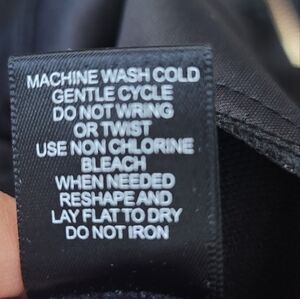 MACHINE WASH COLD
GENTLE CYCLE
DO NOT WRING
OR TWIST
USE NON CHLORINE
BLEACH
WHEN NEEDED
RESHAPE AND
LAY FLAT TO DRY
DO NOT IRON